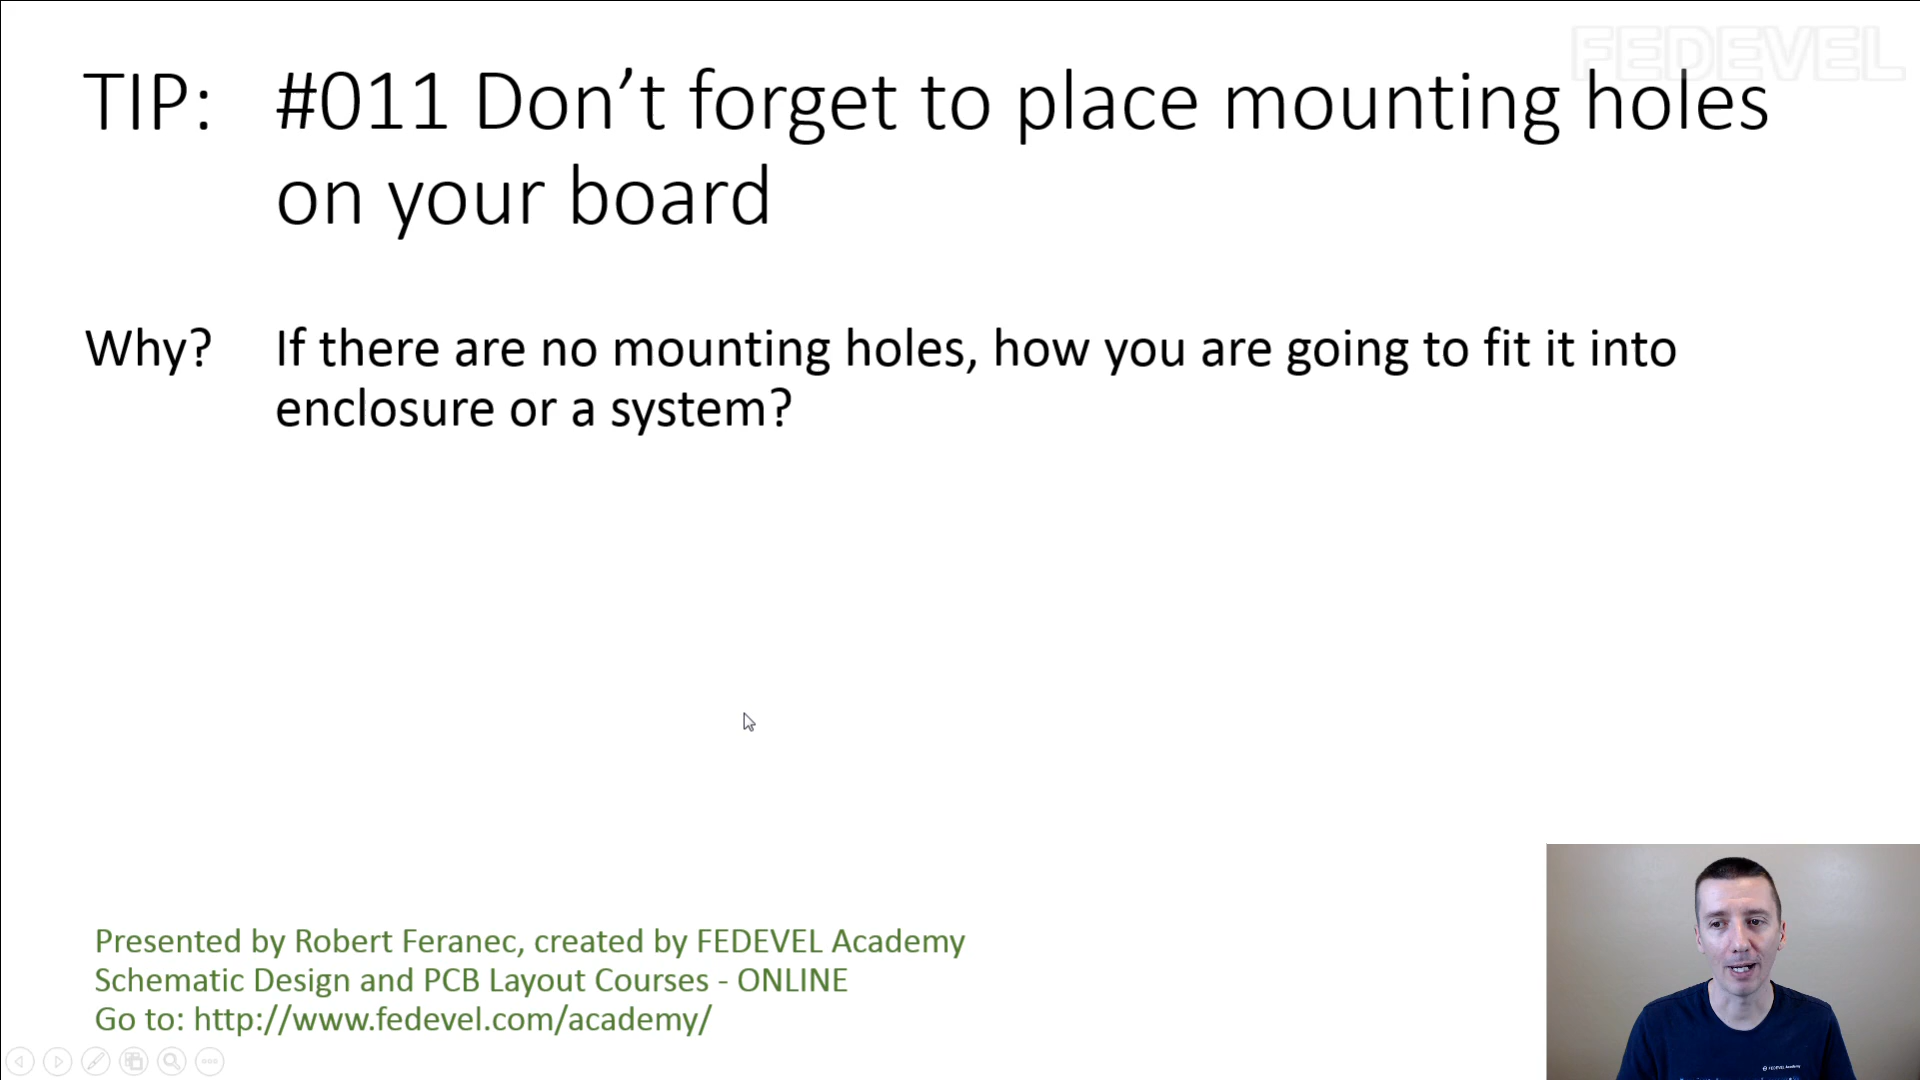 FEDEVEL
TIP: #011 Don’t forget to place mounting holes
on your board
Why? If there are no mounting holes, how you are going to fit it into
enclosure or a system?
Presented by Robert Feranec, created by FEDEVEL Academy
Schematic Design and PCB Layout Courses - ONLINE
Go to: http://www.fedevel.com/academy/
FEDEVEL Academy